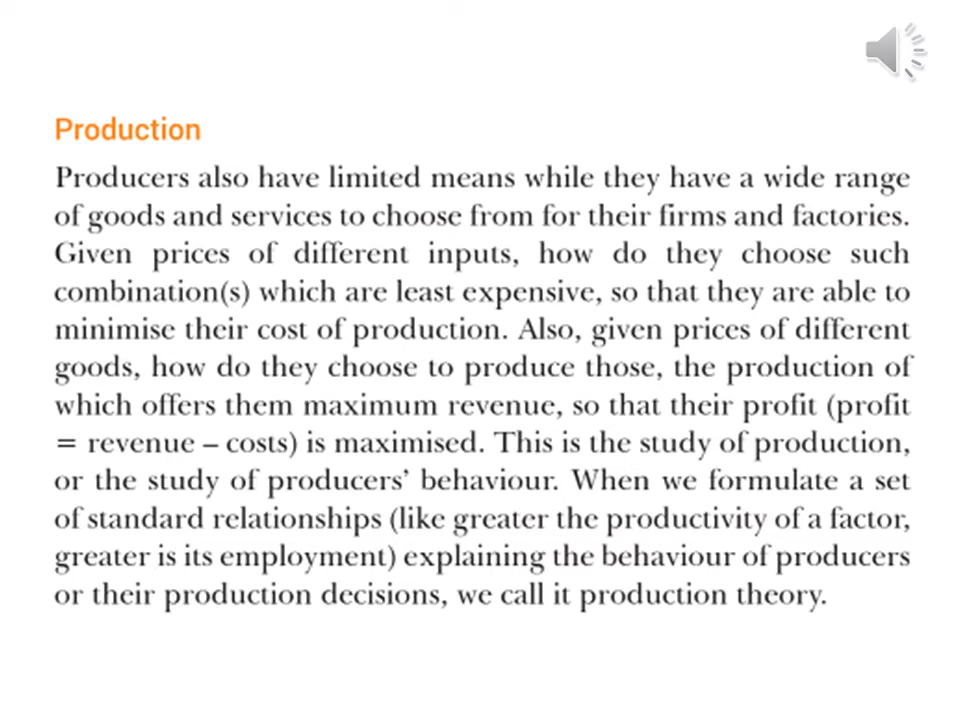 Production
Producers also have limited means while they have a wide range
of goods and services to choose from for their firms and factories.
Given prices of different inputs, how do they choose such
combination(s) which are least expensive, so that they are able to
minimise their cost of production. Also, given prices of different
goods, how do they choose to produce those, the production of
which offers them maximum revenue, so that their profit (profit
= revenue – costs) is maximised. This is the study of production,
or the study of producers’ behaviour. When we formulate a set
of standard relationships (like greater the productivity of a factor,
greater is its employment) explaining the behaviour of producers
or their production decisions, we call it production theory.